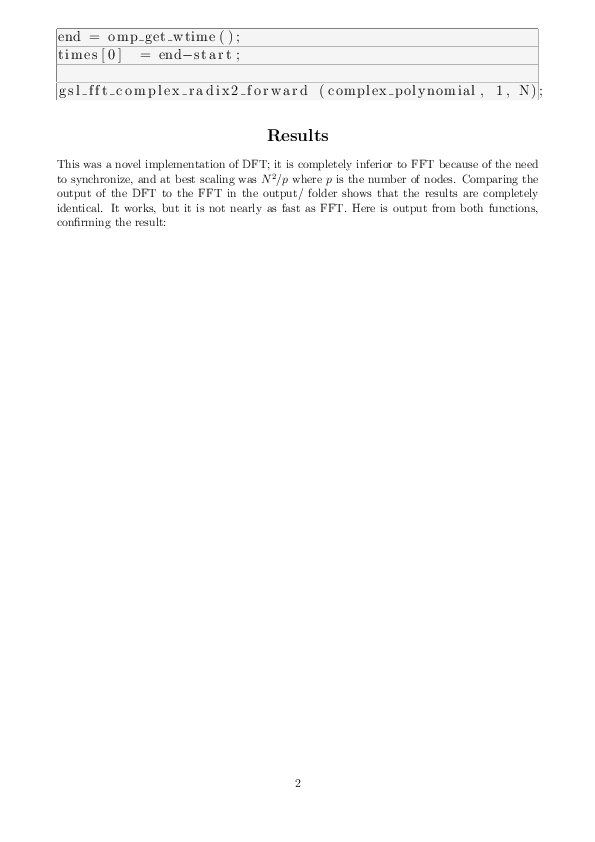 end = omp_get_wtime();
times[0] = end−start;
gsl_fft_complex_radix2_forward (complex_polynomial, 1, N);
Results
This was a novel implementation of DFT; it is completely inferior to FFT because of the need
to synchronize, and at best scaling was N²/p where p is the number of nodes. Comparing the
output of the DFT to the FFT in the output/ folder shows that the results are completely
identical. It works, but it is not nearly as fast as FFT. Here is output from both functions,
confirming the result:
2